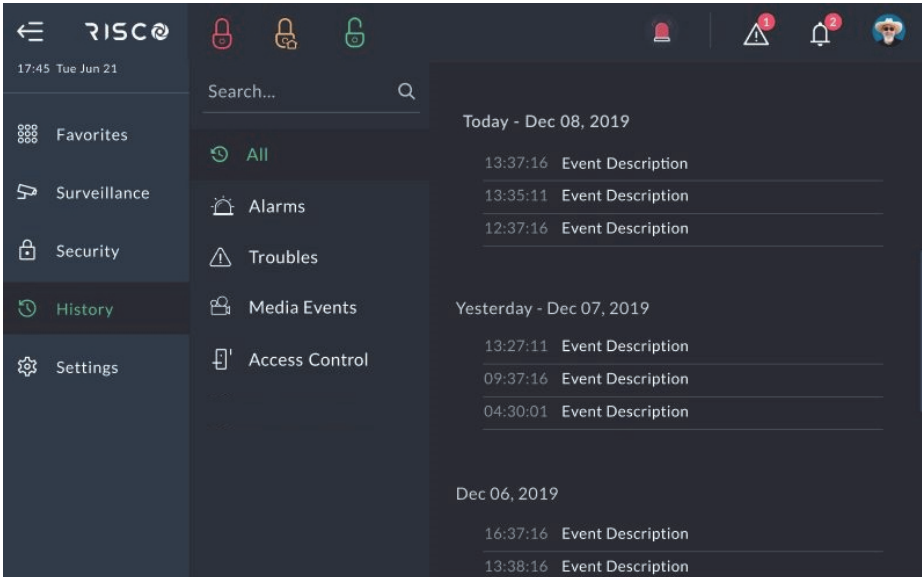 RISCO
1
2
17:45 Tue Jun 21
Favorites
Surveillance
Security
History
Settings
Search...
All
Alarms
Troubles
Media Events
Access Control
Today - Dec 08, 2019
13:37:16 Event Description
13:35:11 Event Description
12:37:16 Event Description
Yesterday - Dec 07, 2019
13:27:11 Event Description
09:37:16 Event Description
04:30:01 Event Description
Dec 06, 2019
16:37:16 Event Description
13:38:16 Event Description